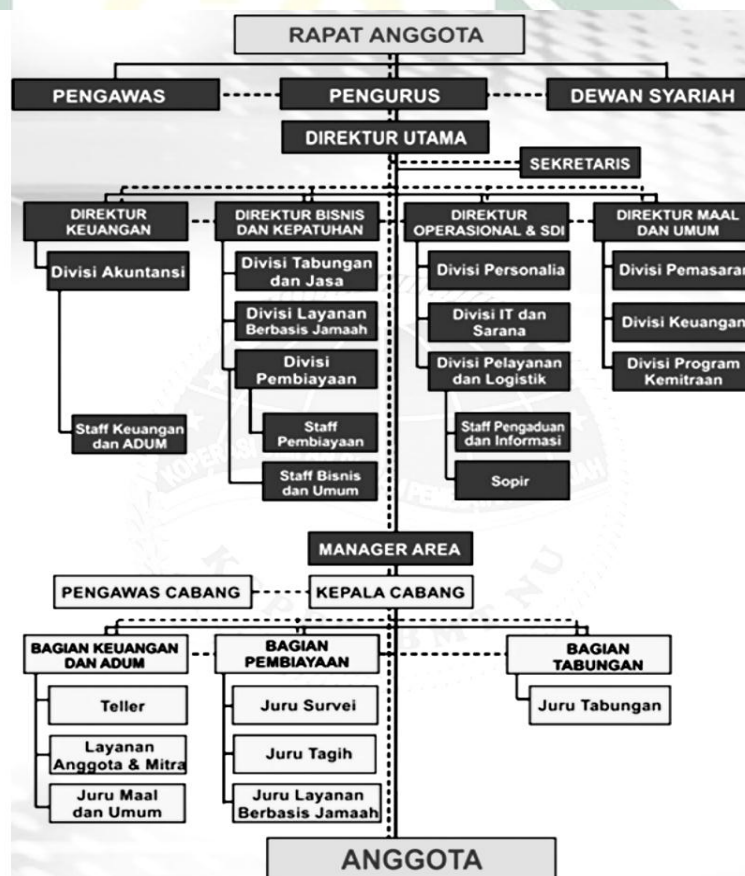 RAPAT ANGGOTA
PENGAWAS
PENGURUS
DEWAN SYARIAH
DIREKTUR UTAMA
SEKRETARIS
DIREKTUR
KEUANGAN
DIREKTUR BISNIS
DAN KEPATUHAN
DIREKTUR
OPERASIONAL & SDI
DIREKTUR MAAL
DAN UMUM
Divisi Akuntansi
Divisi Tabungan
dan Jasa
Divisi Personalia
Divisi Pemasaran
Divisi Layanan
Berbasis Jamaah
Divisi IT dan
Sarana
Divisi Keuangan
Divisi
Pembiayaan
Divisi Pelayanan
dan Logistik
Divisi Program
Kemitraan
Staff Keuangan
dan ADUM
Staff
Pembiayaan
Staff Pengaduan
dan Informasi
Staff Bisnis
dan Umum
Sopir
MANAGER AREA
PENGAWAS CABANG
KEPALA CABANG
BAGIAN KEUANGAN
DAN ADUM
BAGIAN
PEMBIAYAAN
BAGIAN
TABUNGAN
Teller
Juru Survei
Juru Tabungan
Layanan
Anggota & Mitra
Juru Tagih
Juru Maal
dan Umum
Juru Layanan
Berbasis Jamaah
ANGGOTA